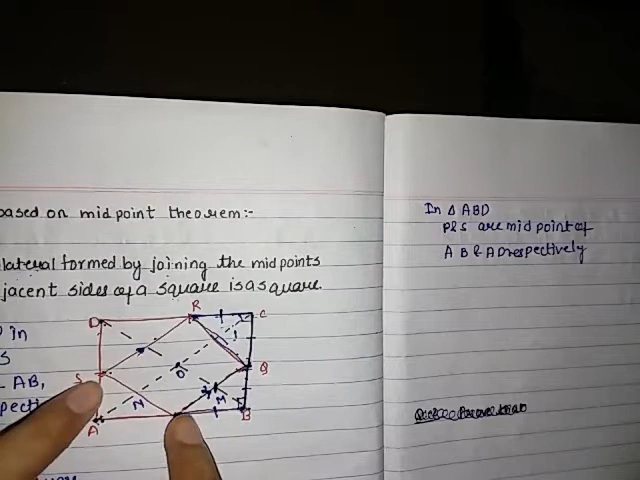 based on mid point theorem:-
lateral formed by joining the mid points
jacent sides of a square is a square.
D in
S
AB,
pecti
D
R
C
S
O
Q
N
M
A
B
In Δ ABD
P&S are mid point of
A B & AD respectively